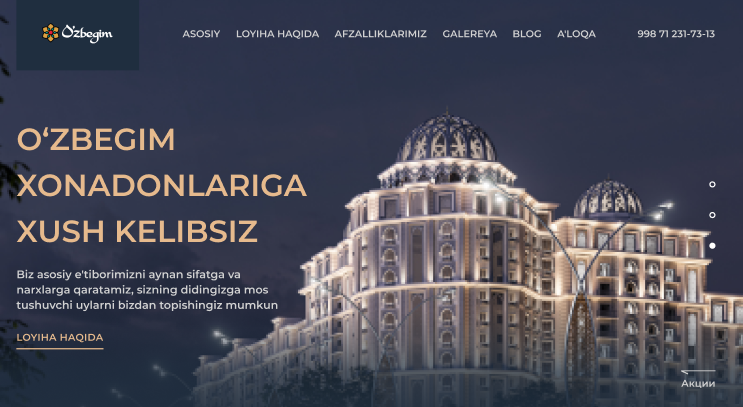 O'zbegim
ASOSIY LOYIHA HAQIDA AFZALLIKLARIMIZ GALEREYA BLOG A'LOQA 998 71 231-73-13
O‘ZBEGIM
XONADONLARIGA
XUSH KELIBSIZ
Biz asosiy e'tiborimizni aynan sifatga va
narxlarga qaratamiz, sizning didingizga mos
tushuvchi uylarni bizdan topishingiz mumkun
LOYIHA HAQIDA
Акции